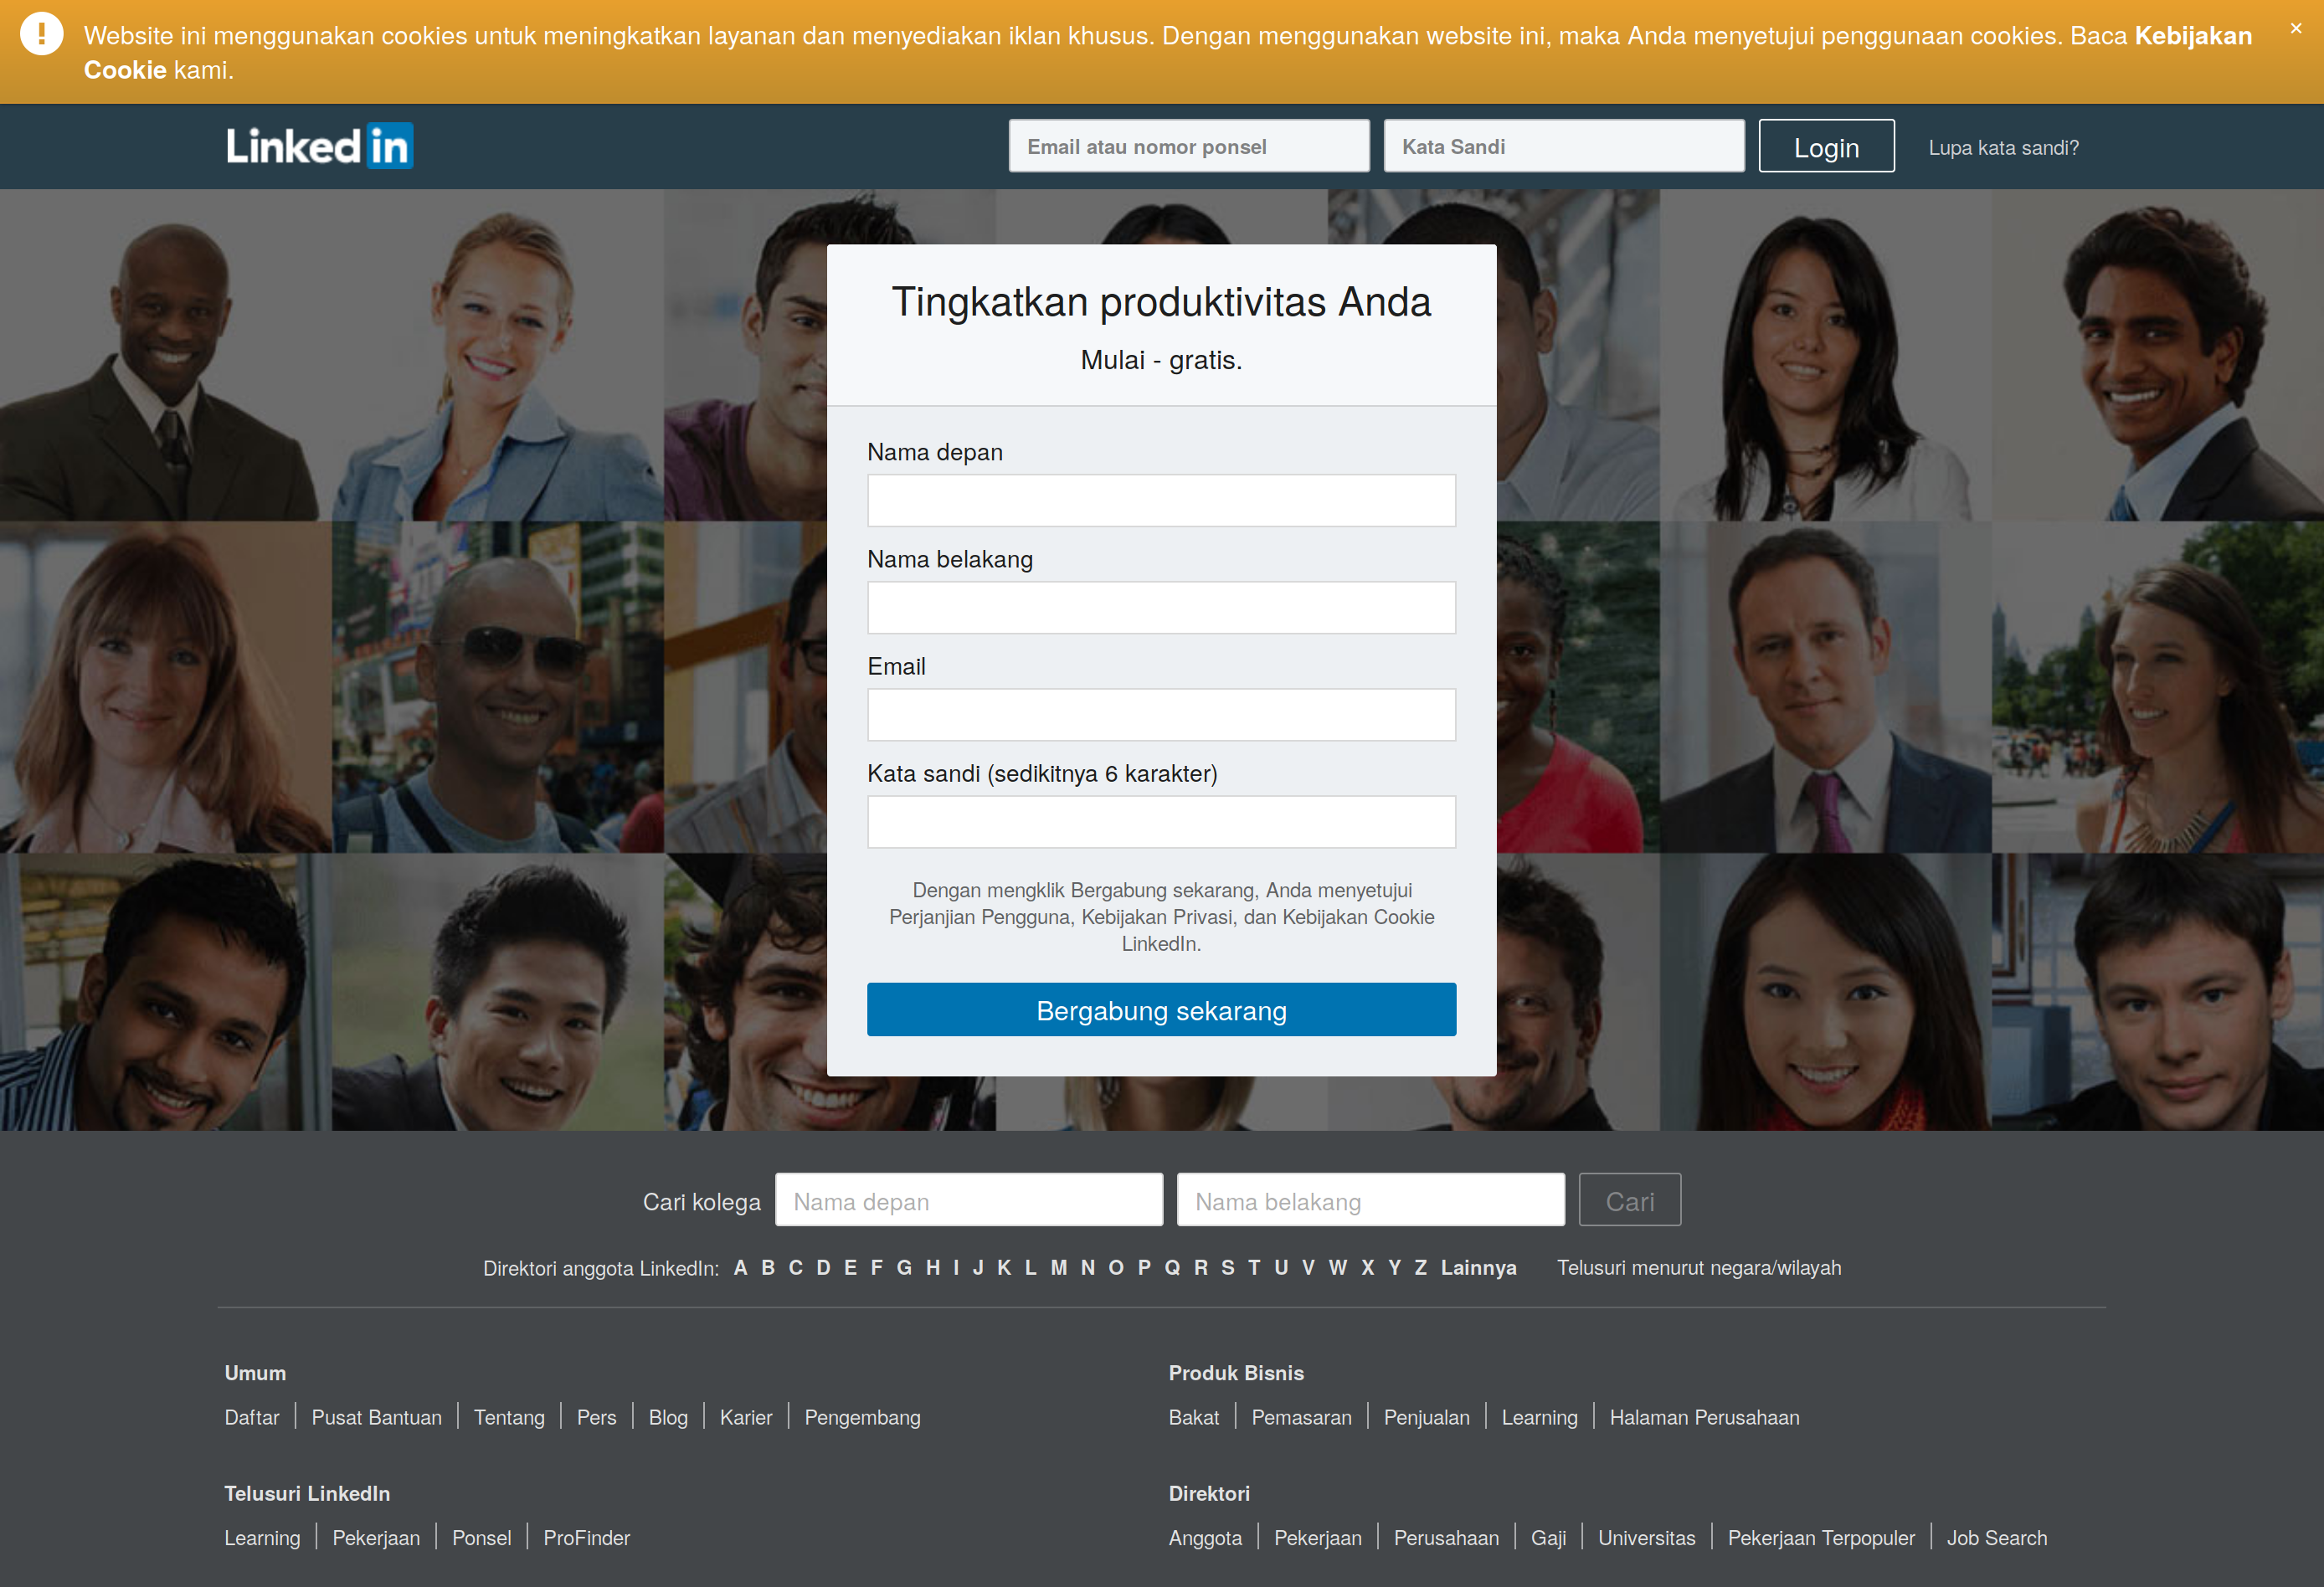 Website ini menggunakan cookies untuk meningkatkan layanan dan menyediakan iklan khusus. Dengan menggunakan website ini, maka Anda menyetujui penggunaan cookies. Baca Kebijakan
Cookie kami.
×
Linked in
Email atau nomor ponsel
Kata Sandi
Login
Lupa kata sandi?
Tingkatkan produktivitas Anda
Mulai - gratis.
Nama depan
Nama belakang
Email
Kata sandi (sedikitnya 6 karakter)
Dengan mengklik Bergabung sekarang, Anda menyetujui
Perjanjian Pengguna, Kebijakan Privasi, dan Kebijakan Cookie
LinkedIn.
Bergabung sekarang
Cari kolega
Nama depan
Nama belakang
Cari
Direktori anggota LinkedIn: A B C D E F G H I J K L M N O P Q R S T U V W X Y Z Lainnya Telusuri menurut negara/wilayah
Umum
Daftar Pusat Bantuan Tentang Pers Blog Karier Pengembang
Produk Bisnis
Bakat Pemasaran Penjualan Learning Halaman Perusahaan
Telusuri LinkedIn
Learning Pekerjaan Ponsel ProFinder
Direktori
Anggota Pekerjaan Perusahaan Gaji Universitas Pekerjaan Terpopuler Job Search